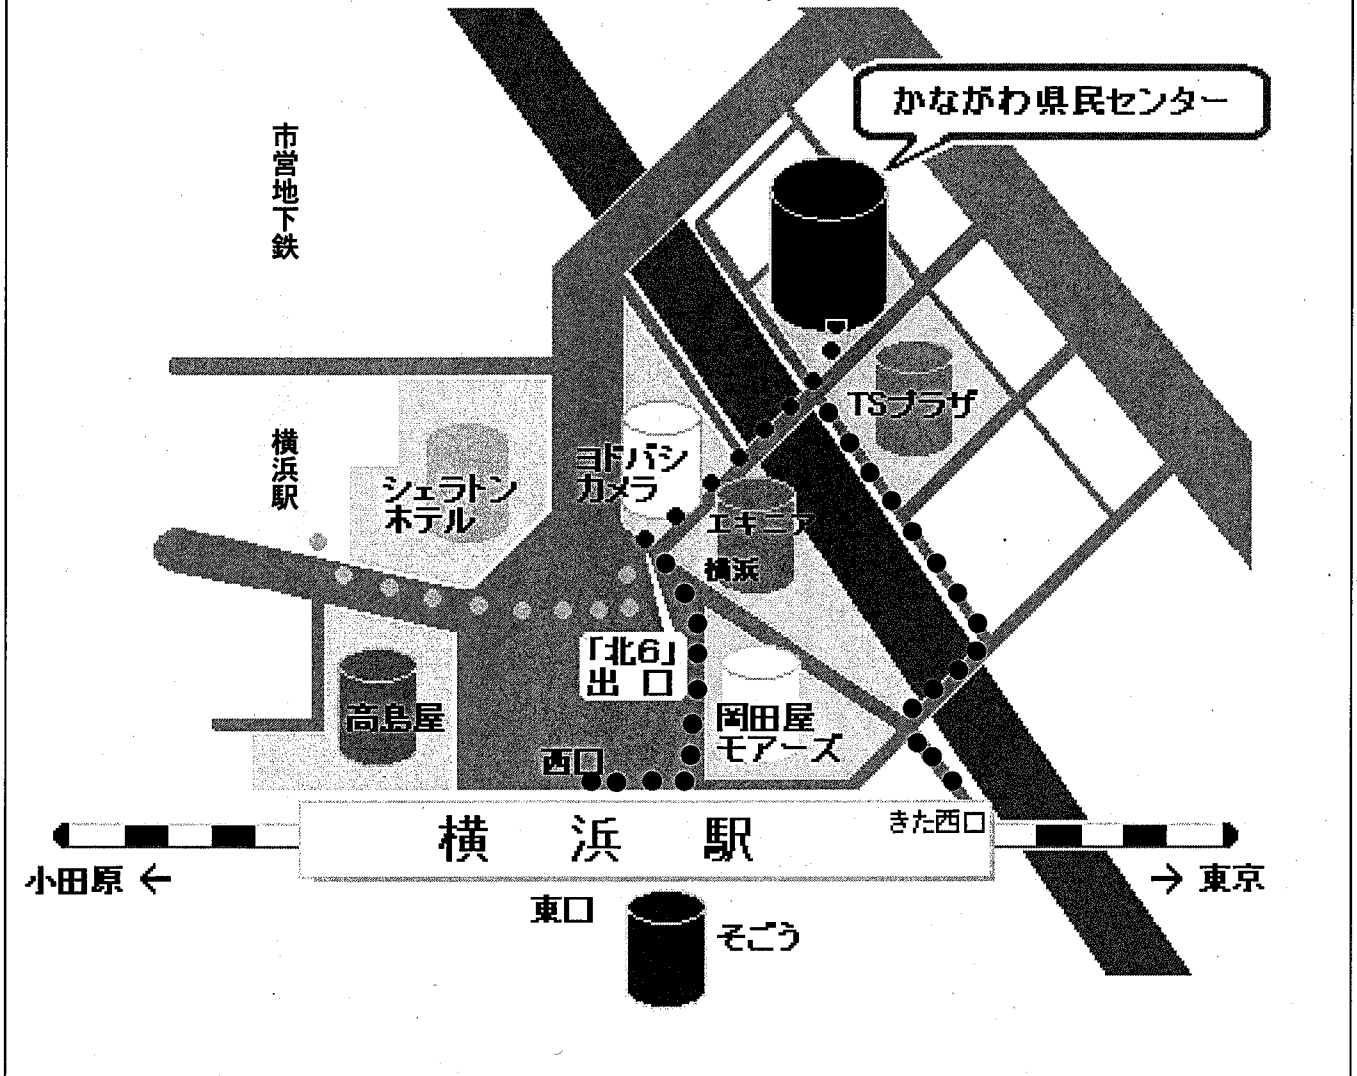 かながわ県民センター
市営地下鉄
横浜駅
TSプラザ
ヨドバシ
カメラ
シェラトン
ホテル
エキニア
横浜
「北6」
出口
高島屋
岡田屋
モアーズ
西口
きた西口
横浜駅
小田原 ←
→ 東京
東口
そごう